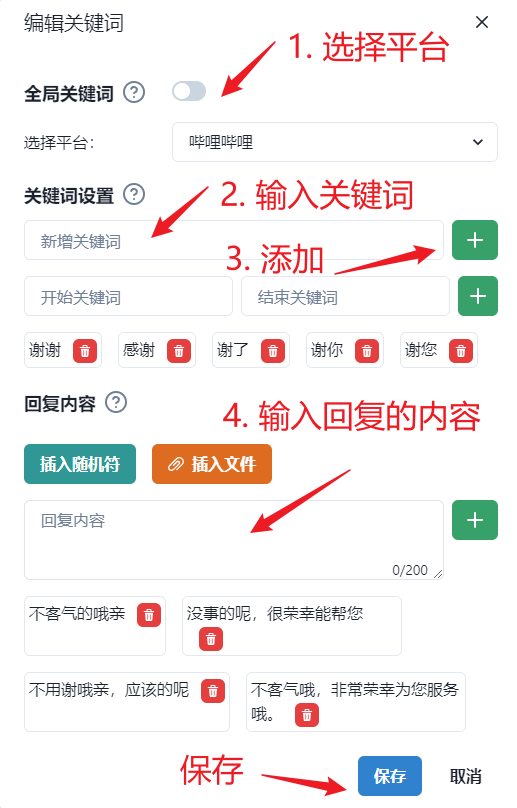 编辑关键词
1. 选择平台
全局关键词
选择平台:
哔哩哔哩
关键词设置
2. 输入关键词
新增关键词
3. 添加
开始关键词
结束关键词
谢谢
感谢
谢了
谢你
谢您
回复内容
4. 输入回复的内容
插入随机符
插入文件
回复内容
0/200
不客气的哦亲
没事的呢，很荣幸能帮您
不用谢哦亲，应该的呢
不客气哦，非常荣幸为您服务
哦。
保存
保存
取消